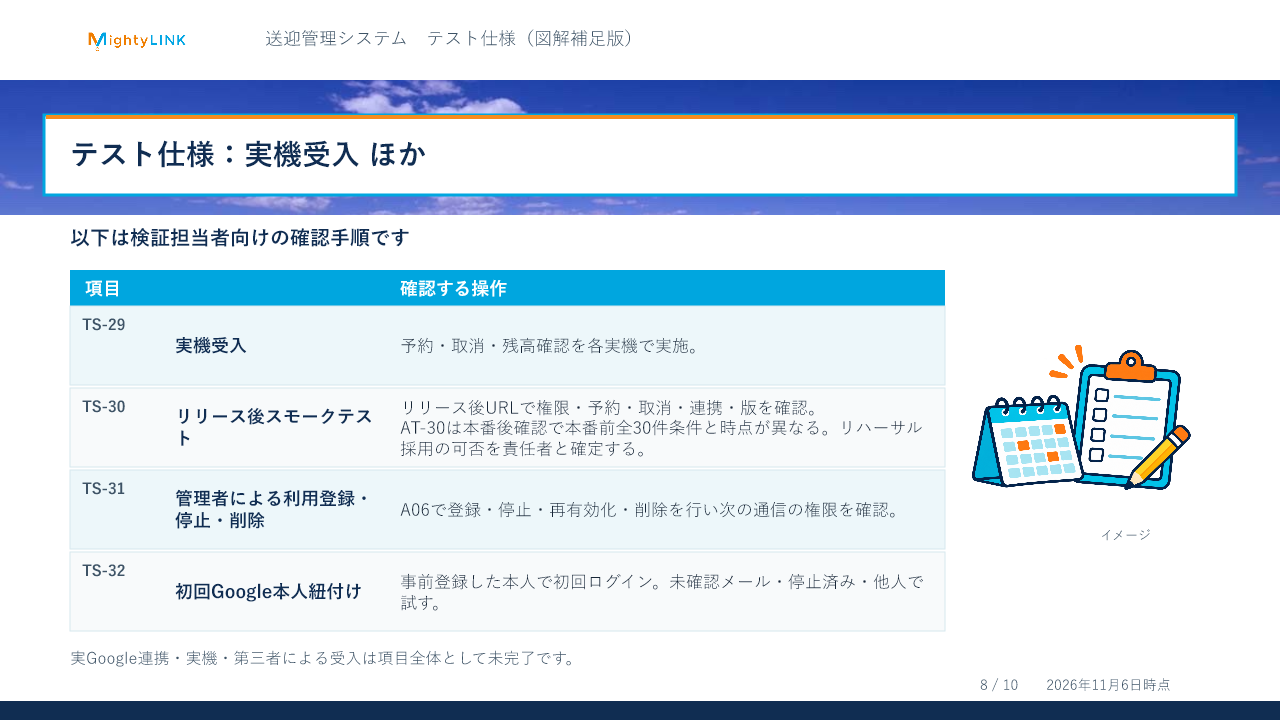 MightyLINK
送迎管理システム　テスト仕様（図解補足版）
テスト仕様：実機受入 ほか
以下は検証担当者向けの確認手順です
項目
確認する操作
TS-29
実機受入
予約・取消・残高確認を各実機で実施。
TS-30
リリース後スモークテス
ト
リリース後URLで権限・予約・取消・連携・版を確認。
AT-30は本番後確認で本番前全30件条件と時点が異なる。リハーサル
採用の可否を責任者と確定する。
TS-31
管理者による利用登録・
停止・削除
A06で登録・停止・再有効化・削除を行い次の通信の権限を確認。
TS-32
初回Google本人紐付け
事前登録した本人で初回ログイン。未確認メール・停止済み・他人で
試す。
イメージ
実Google連携・実機・第三者による受入は項目全体として未完了です。
8 / 10
2026年11月6日時点